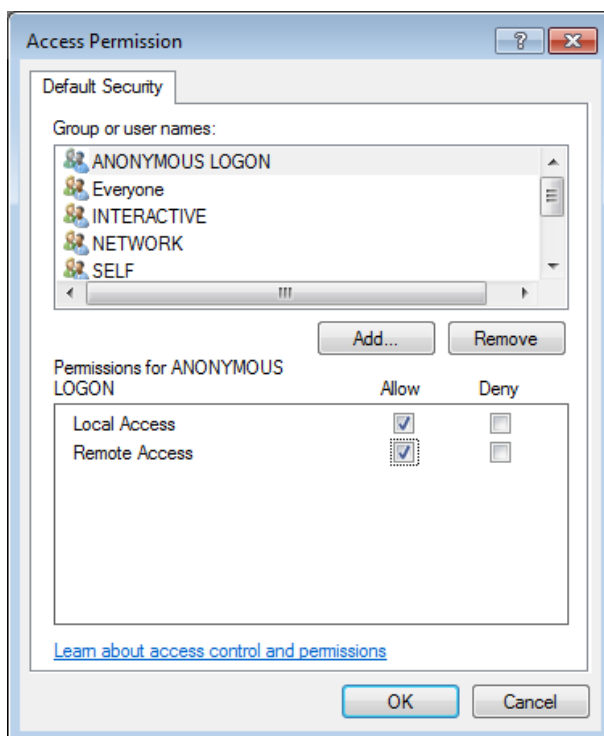 Access Permission
Default Security
Group or user names:
ANONYMOUS LOGON
Everyone
INTERACTIVE
NETWORK
SELF
Add... Remove
Permissions for ANONYMOUS
LOGON Allow Deny
Local Access
Remote Access
Learn about access control and permissions
OK Cancel